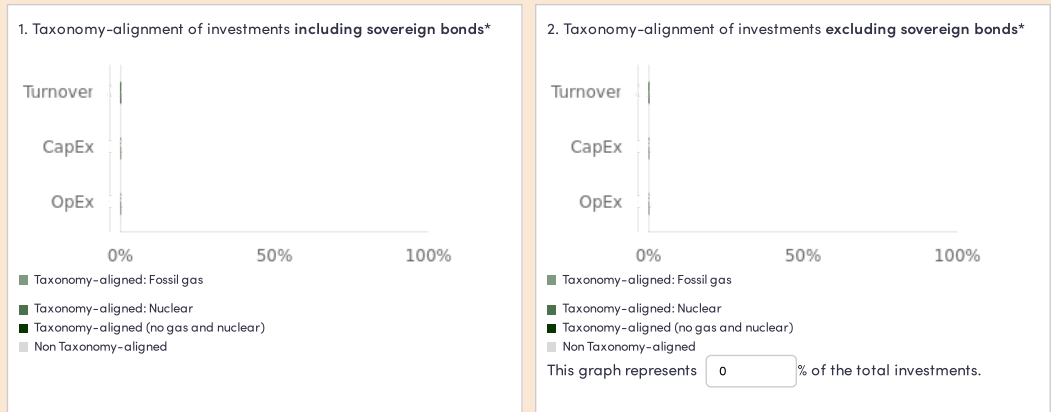 1. Taxonomy-alignment of investments including sovereign bonds*
Turnover
CapEx
OpEx
0% 50% 100%
Taxonomy-aligned: Fossil gas
Taxonomy-aligned: Nuclear
Taxonomy-aligned (no gas and nuclear)
Non Taxonomy-aligned
2. Taxonomy-alignment of investments excluding sovereign bonds*
Turnover
CapEx
OpEx
0% 50% 100%
Taxonomy-aligned: Fossil gas
Taxonomy-aligned: Nuclear
Taxonomy-aligned (no gas and nuclear)
Non Taxonomy-aligned
This graph represents 0 % of the total investments.